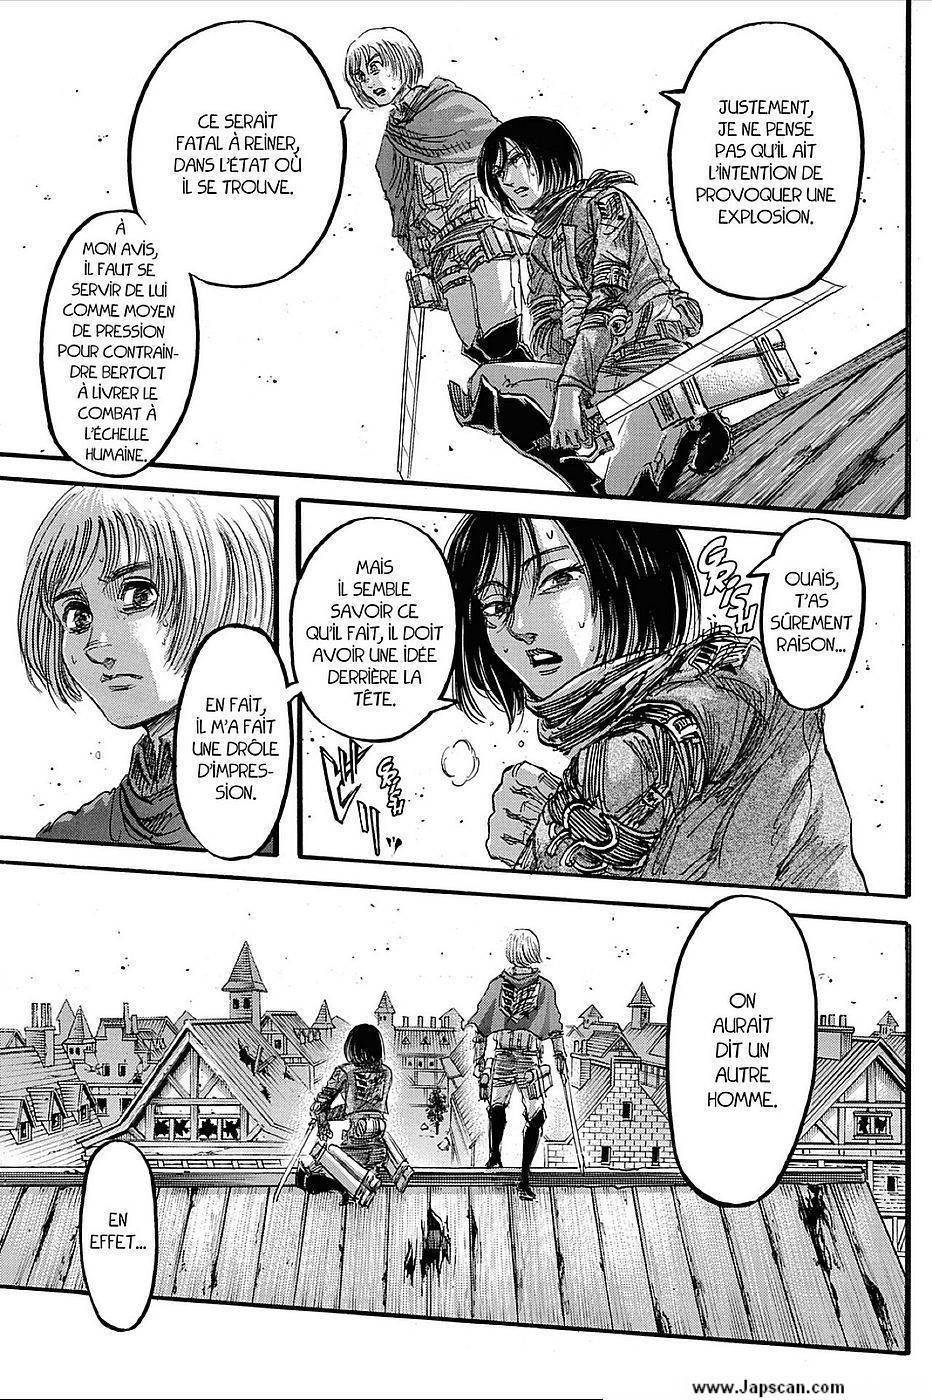 JUSTEMENT,
JE NE PENSE
PAS QU'IL AIT
L'INTENTION DE
PROVOQUER UNE
EXPLOSION.
CE SERAIT
FATAL À REINER,
DANS L'ÉTAT OÙ
IL SE TROUVE.
À
MON AVIS,
IL FAUT SE
SERVIR DE LUI
COMME MOYEN
DE PRESSION
POUR CONTRAIN-
DRE BERTOLT
À LIVRER LE
COMBAT À
L'ÉCHELLE
HUMAINE.
OUAIS,
T'AS
SÛREMENT
RAISON...
CRISH
MAIS
IL SEMBLE
SAVOIR CE
QU'IL FAIT, IL DOIT
AVOIR UNE IDÉE
DERRIÈRE LA
TÊTE.
CRISH
EN FAIT,
IL M'A FAIT
UNE DRÔLE
D'IMPRES-
SION.
ON
AURAIT
DIT UN
AUTRE
HOMME.
EN
EFFET...
www.Japscan.com